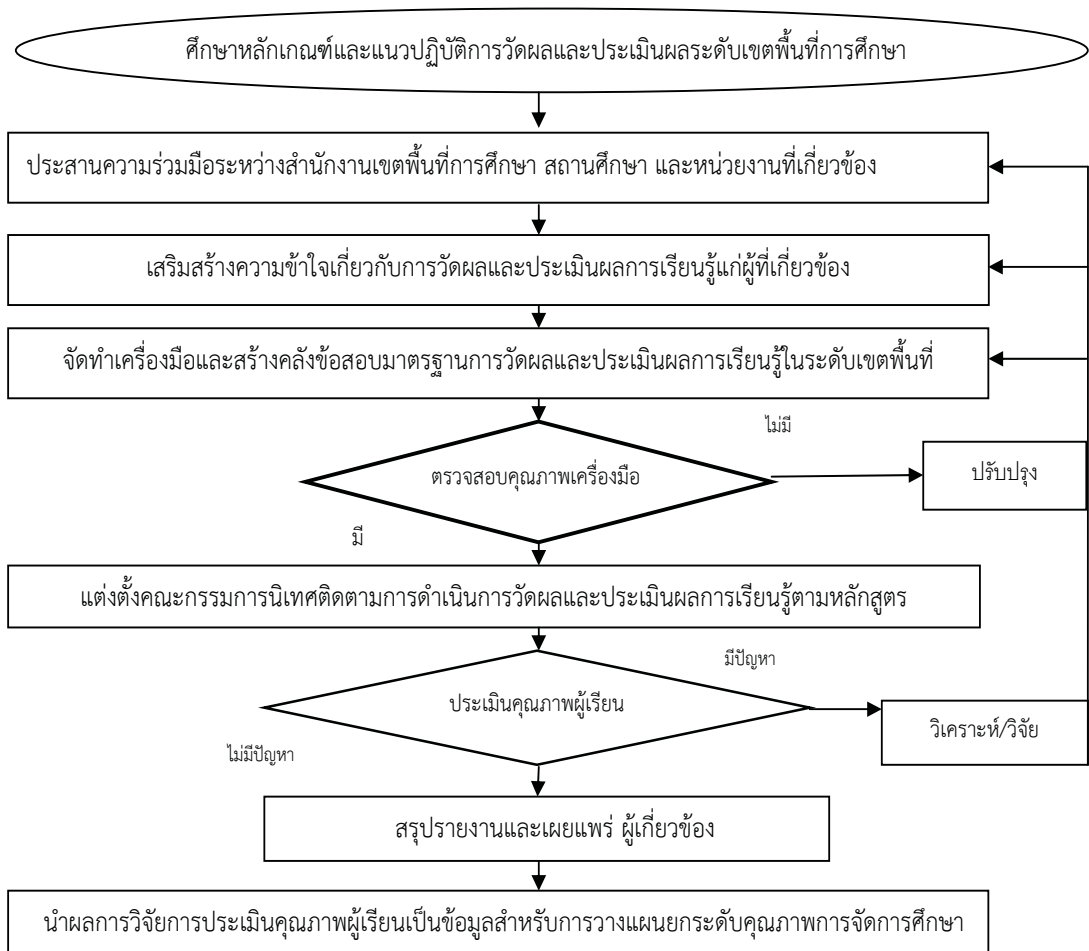 ศึกษาหลักเกณฑ์และแนวปฏิบัติการวัดผลและประเมินผลระดับเขตพื้นที่การศึกษา
ประสานความร่วมมือระหว่างสำนักงานเขตพื้นที่การศึกษา สถานศึกษา และหน่วยงานที่เกี่ยวข้อง
เสริมสร้างความข้าใจเกี่ยวกับการวัดผลและประเมินผลการเรียนรู้แก่ผู้ที่เกี่ยวข้อง
จัดทำเครื่องมือและสร้างคลังข้อสอบมาตรฐานการวัดผลและประเมินผลการเรียนรู้ในระดับเขตพื้นที่
ไม่มี
ตรวจสอบคุณภาพเครื่องมือ
ปรับปรุง
มี
แต่งตั้งคณะกรรมการนิเทศติดตามการดำเนินการวัดผลและประเมินผลการเรียนรู้ตามหลักสูตร
มีปัญหา
ประเมินคุณภาพผู้เรียน
วิเคราะห์/วิจัย
ไม่มีปัญหา
สรุปรายงานและเผยแพร่ ผู้เกี่ยวข้อง
นำผลการวิจัยการประเมินคุณภาพผู้เรียนเป็นข้อมูลสำหรับการวางแผนยกระดับคุณภาพการจัดการศึกษา